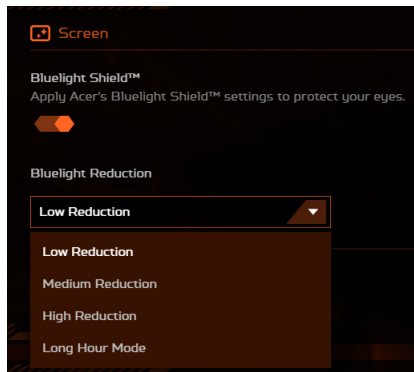 Screen
Bluelight Shield™
Apply Acer's Bluelight Shield™ settings to protect your eyes.
Bluelight Reduction
Low Reduction
Low Reduction
Medium Reduction
High Reduction
Long Hour Mode